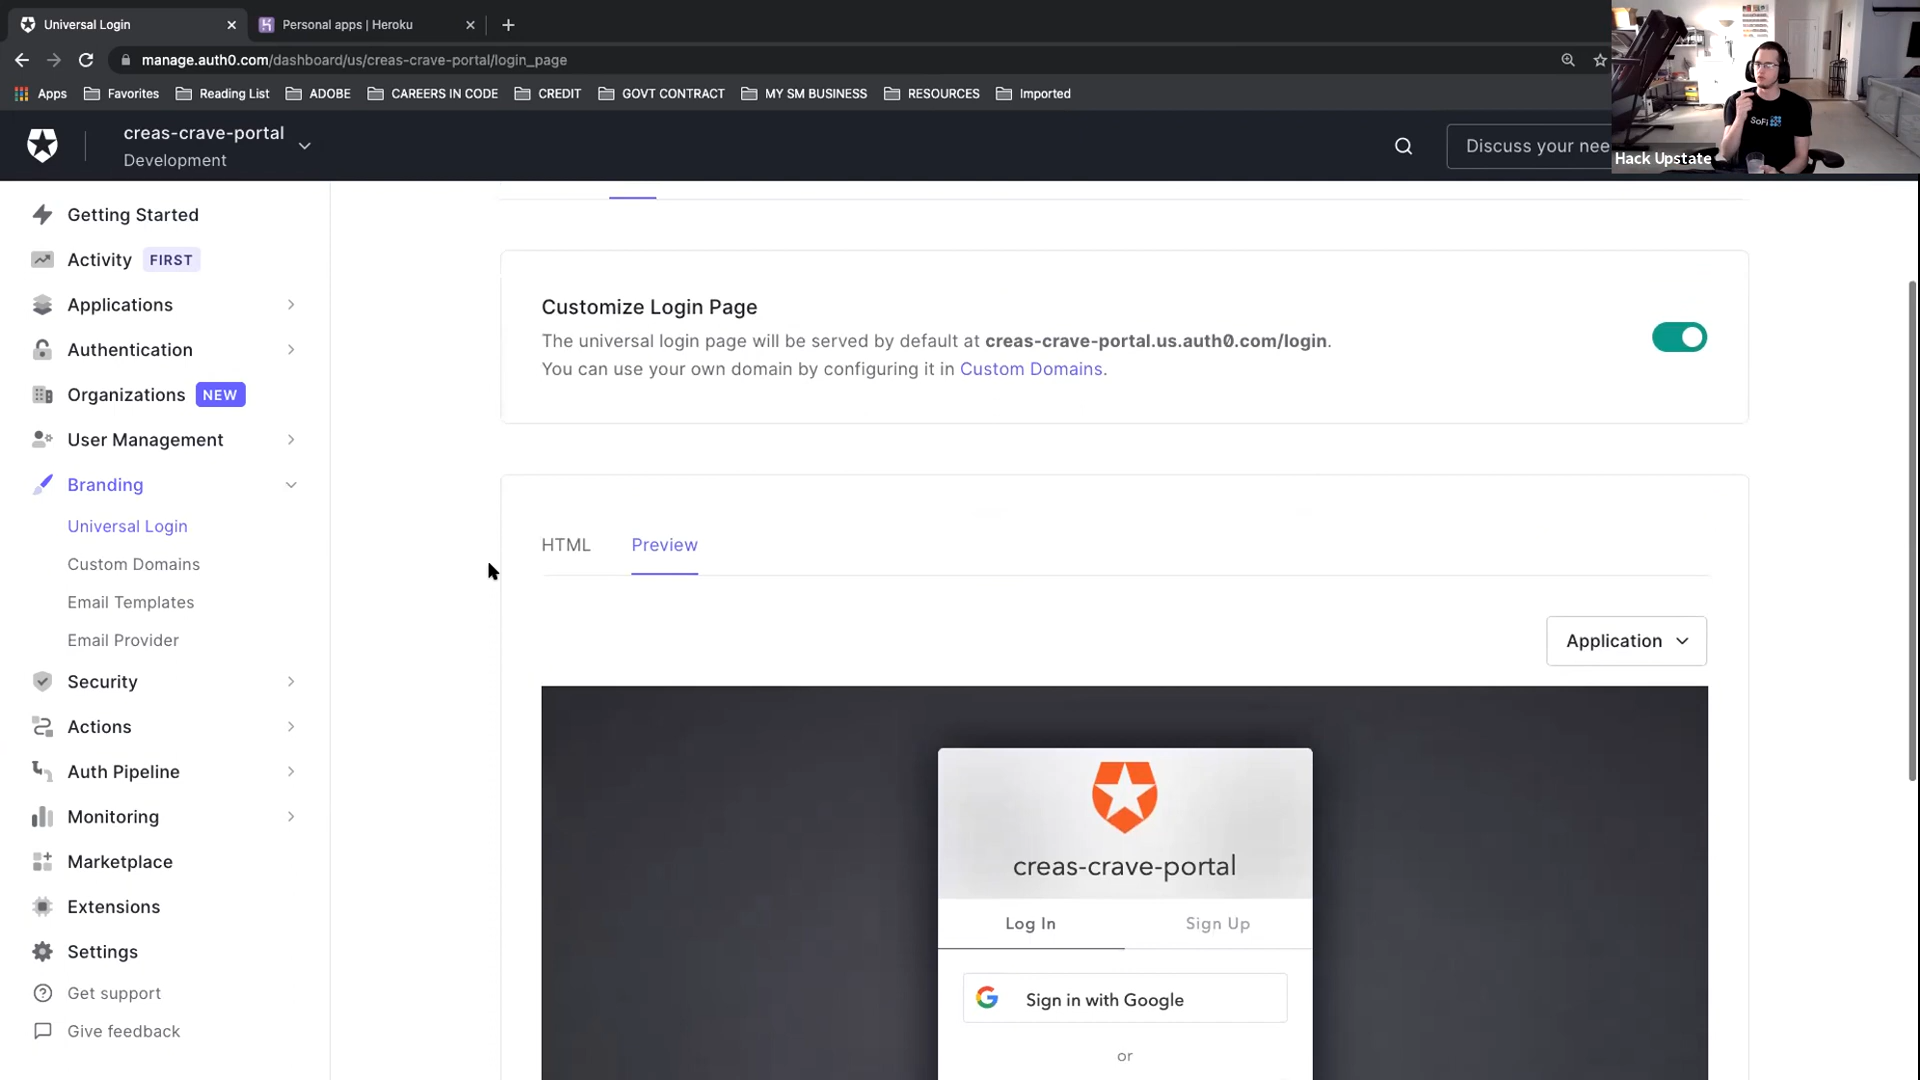 Universal Login
Personal apps | Heroku
manage.auth0.com/dashboard/us/creas-crave-portal/login_page
Apps
Favorites
Reading List
ADOBE
CAREERS IN CODE
CREDIT
GOVT CONTRACT
MY SM BUSINESS
RESOURCES
Imported
SoFi
Hack Upstate
creas-crave-portal
Development
Discuss your nee
Getting Started
Activity FIRST
Applications
Authentication
Organizations NEW
User Management
Branding
Universal Login
Custom Domains
Email Templates
Email Provider
Security
Actions
Auth Pipeline
Monitoring
Marketplace
Extensions
Settings
Get support
Give feedback
Customize Login Page
The universal login page will be served by default at creas-crave-portal.us.auth0.com/login.
You can use your own domain by configuring it in Custom Domains.
HTML
Preview
Application
creas-crave-portal
Log In
Sign Up
Sign in with Google
or